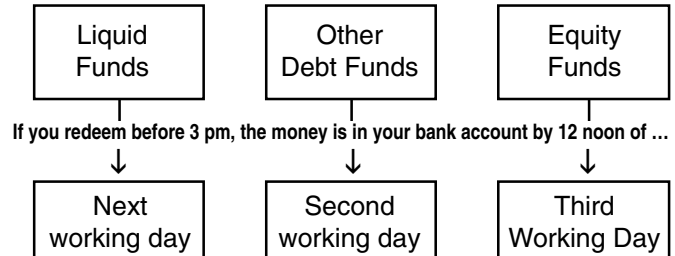 Liquid
Funds
Other
Debt Funds
Equity
Funds
If you redeem before 3 pm, the money is in your bank account by 12 noon of ...
Next
working day
Second
working day
Third
Working Day